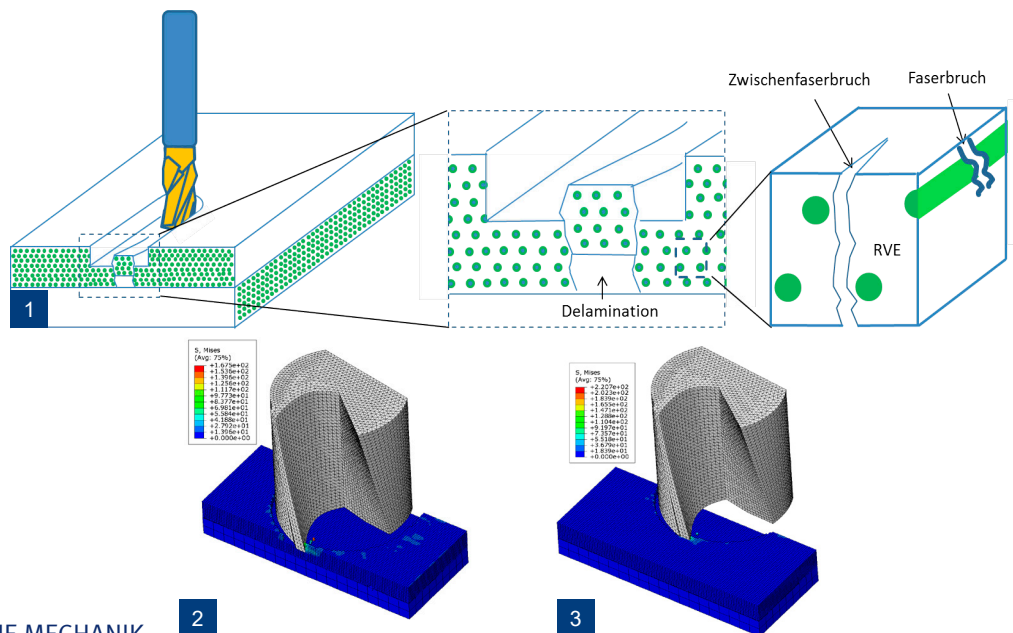 Zwischenfaserbruch
Faserbruch
RVE
Delamination
1
S, Mises
(Avg: 75%)
+1.675e+02
+1.536e+02
+1.396e+02
+1.256e+02
+1.117e+02
+9.773e+01
+8.377e+01
+6.981e+01
+5.584e+01
+4.188e+01
+2.792e+01
+1.396e+01
+0.000e+00
S, Mises
(Avg: 75%)
+2.207e+02
+2.023e+02
+1.839e+02
+1.655e+02
+1.471e+02
+1.288e+02
+1.104e+02
+9.197e+01
+7.357e+01
+5.518e+01
+3.679e+01
+1.839e+01
+0.000e+00
2
3
MECHANIK